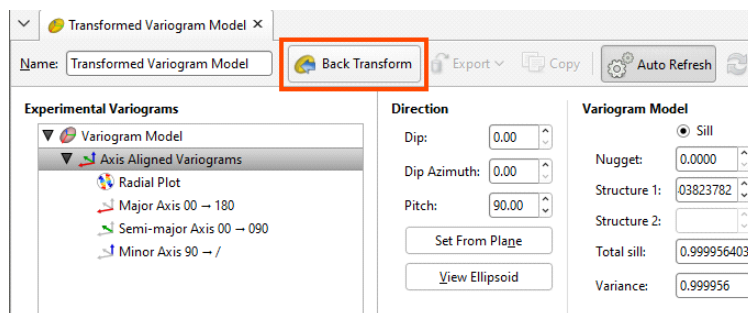 Transformed Variogram Model
Name: Transformed Variogram Model Back Transform Export Copy Auto Refresh
Experimental Variograms
Variogram Model
Axis Aligned Variograms
Radial Plot
Major Axis 00 → 180
Semi-major Axis 00 → 090
Minor Axis 90 → /
Direction
Dip: 0.00
Dip Azimuth: 0.00
Pitch: 90.00
Set From Plane
View Ellipsoid
Variogram Model
Sill
Nugget: 0.0000
Structure 1: 03823782
Structure 2:
Total sill: 0.999956403
Variance: 0.999956